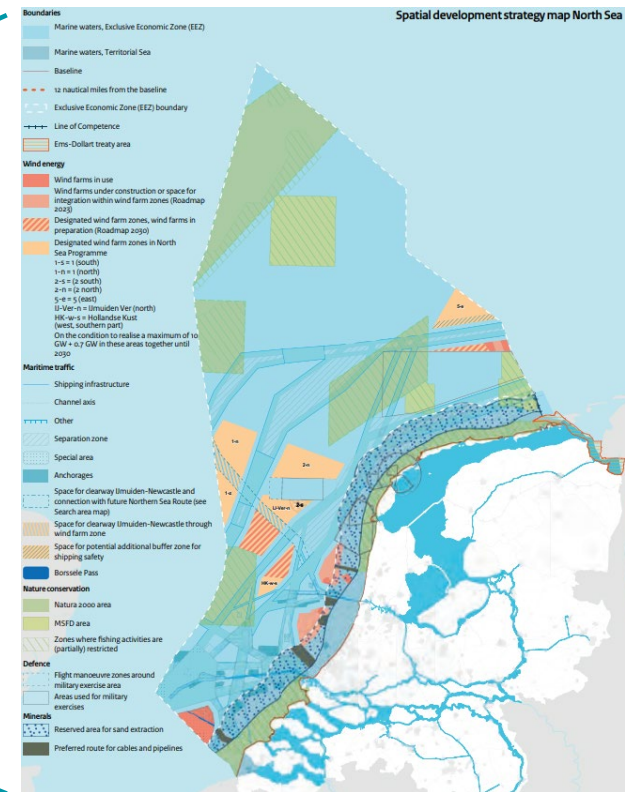 Spatial development strategy map North Sea
Boundaries
Marine waters, Exclusive Economic Zone (EEZ)
Marine waters, Territorial Sea
Baseline
12 nautical miles from the baseline
Exclusive Economic Zone (EEZ) boundary
Line of Competence
Ems-Dollart treaty area
Wind energy
Wind farms in use
Wind farms under construction or space for
integration within wind farm zones (Roadmap
2023)
Designated wind farm zones, wind farms in
preparation (Roadmap 2030)
Designated wind farm zones in North
Sea Programme
1-s = 1 (south)
1-n = 1 (north)
2-s = (2 south)
2-n = (2 north)
5-e = 5 (east)
IJ-Ver-n = IJmuiden Ver (north)
HK-w-s = Hollandse Kust
(west, southern part)
On the condition to realise a maximum of 10
GW + 0.7 GW in these areas together until
2030
Maritime traffic
Shipping infrastructure
Channel axis
Other
Separation zone
Special area
Anchorages
Space for clearway IJmuiden-Newcastle and
connection with future Northern Sea Route (see
Search area map)
Space for clearway IJmuiden-Newcastle through
wind farm zone
Space for potential additional buffer zone for
shipping safety
Borssele Pass
Nature conservation
Natura 2000 area
MSFD area
Zones where fishing activities are
(partially) restricted
Defence
Flight manoeuvre zones around
military exercise area
Areas used for military
exercises
Minerals
Reserved area for sand extraction
Preferred route for cables and pipelines
5-e
2-n
IJ-Ver-n
HK-w-s